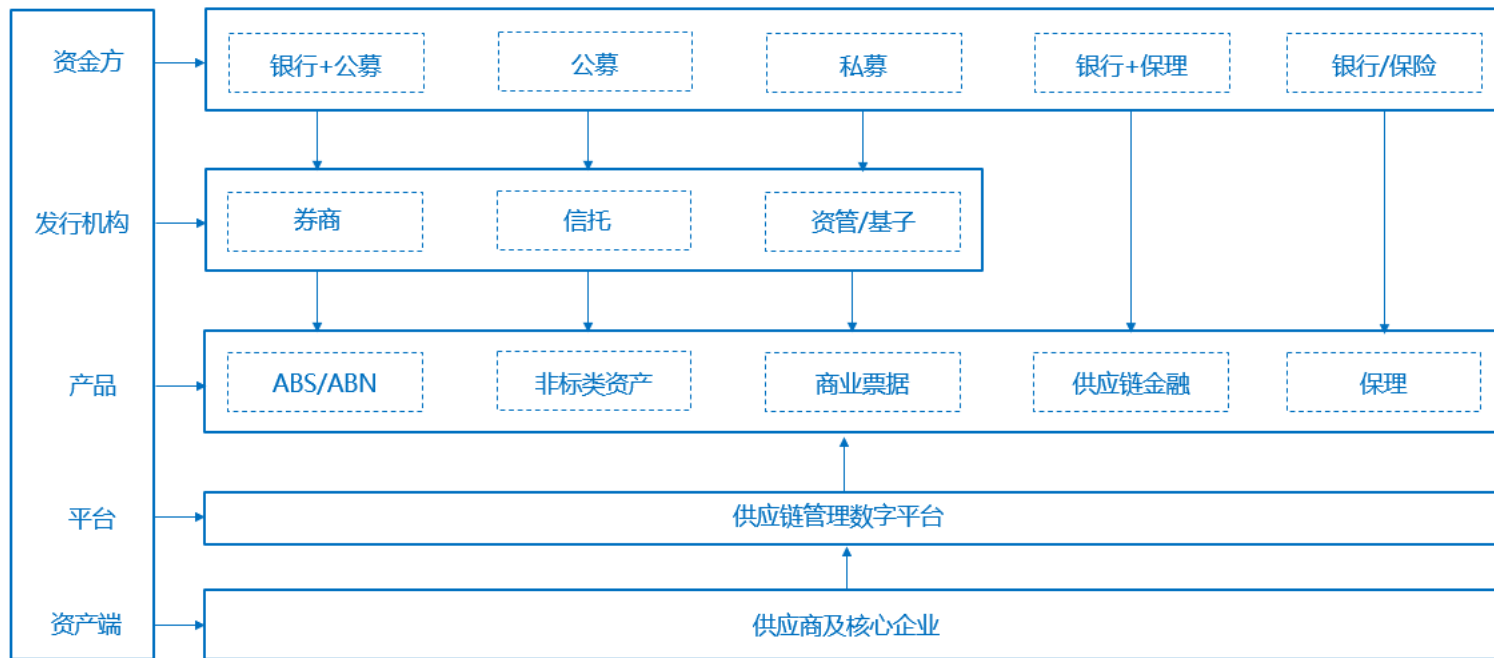 资金方
银行+公募
公募
私募
银行+保理
银行/保险
发行机构
券商
信托
资管/基子
产品
ABS/ABN
非标类资产
商业票据
供应链金融
保理
平台
供应链管理数字平台
资产端
供应商及核心企业